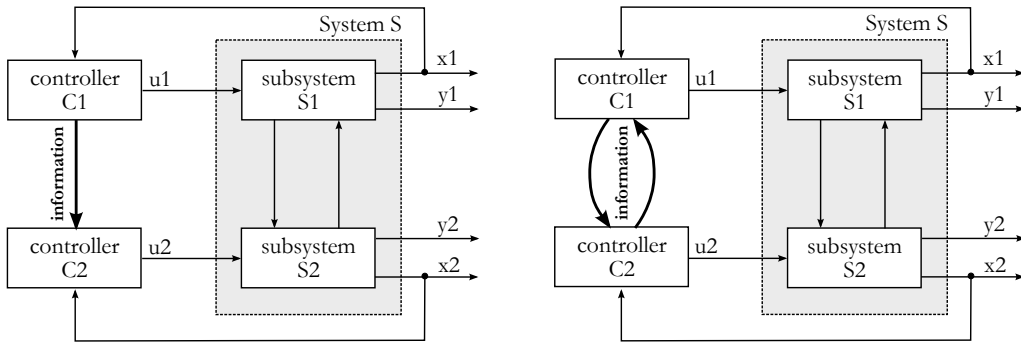 System S
x1
controller
C1
u1
subsystem
S1
y1
information
y2
controller
C2
u2
subsystem
S2
x2
System S
x1
controller
C1
u1
subsystem
S1
y1
information
y2
controller
C2
u2
subsystem
S2
x2